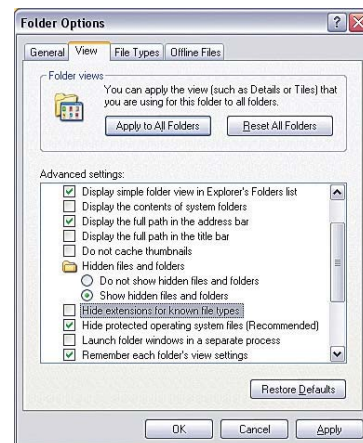 Folder Options
General View File Types Offline Files
Folder views
You can apply the view (such as Details or Tiles) that
you are using for this folder to all folders.
Apply to All Folders Reset All Folders
Advanced settings:
Display simple folder view in Explorer's Folders list
Display the contents of system folders
Display the full path in the address bar
Display the full path in the title bar
Do not cache thumbnails
Hidden files and folders
Do not show hidden files and folders
Show hidden files and folders
Hide extensions for known file types
Hide protected operating system files (Recommended)
Launch folder windows in a separate process
Remember each folder's view settings
Restore Defaults
OK Cancel Apply